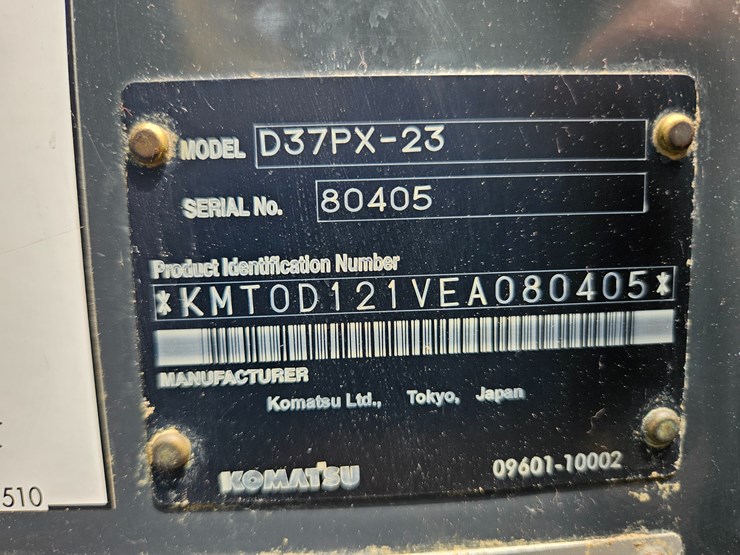 MODEL D37PX-23
SERIAL No. 80405
Product Identification Number
*KMT0D121VEA080405*
MANUFACTURER
Komatsu Ltd., Tokyo, Japan
KOMATSU 09601-10002
510